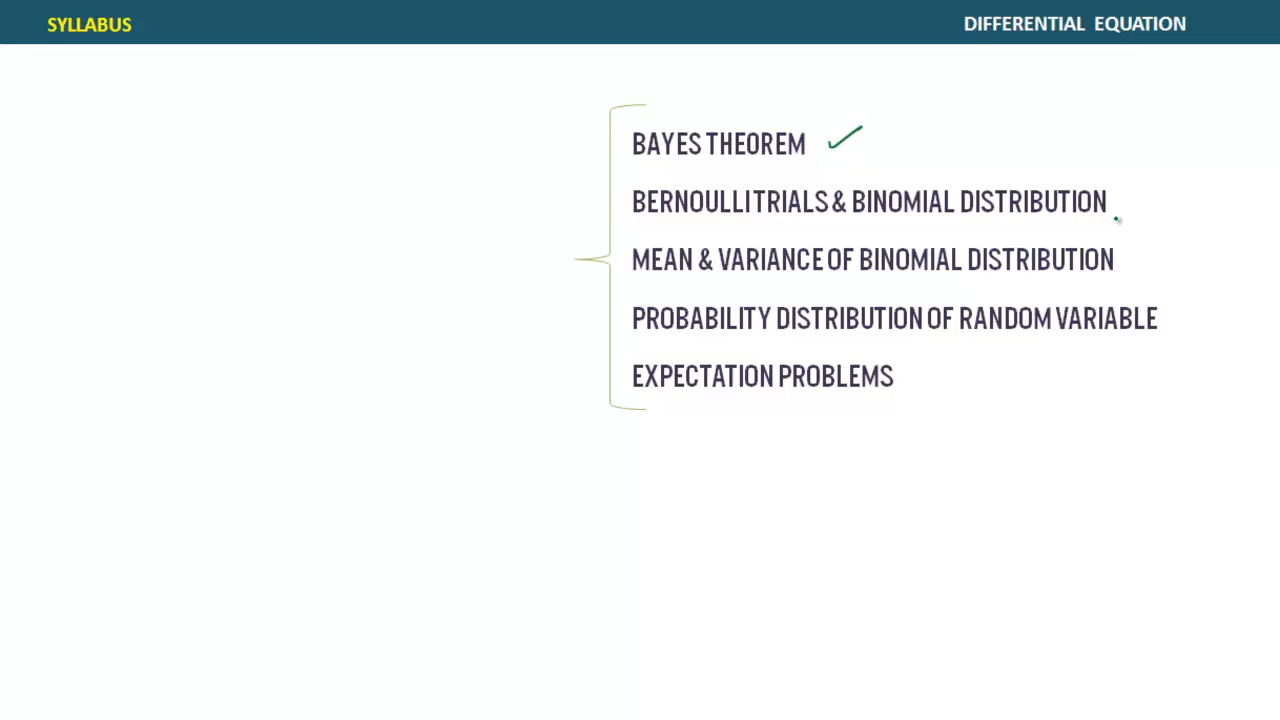 SYLLABUS
DIFFERENTIAL EQUATION
BAYES THEOREM
BERNOULLI TRIALS & BINOMIAL DISTRIBUTION
MEAN & VARIANCE OF BINOMIAL DISTRIBUTION
PROBABILITY DISTRIBUTION OF RANDOM VARIABLE
EXPECTATION PROBLEMS